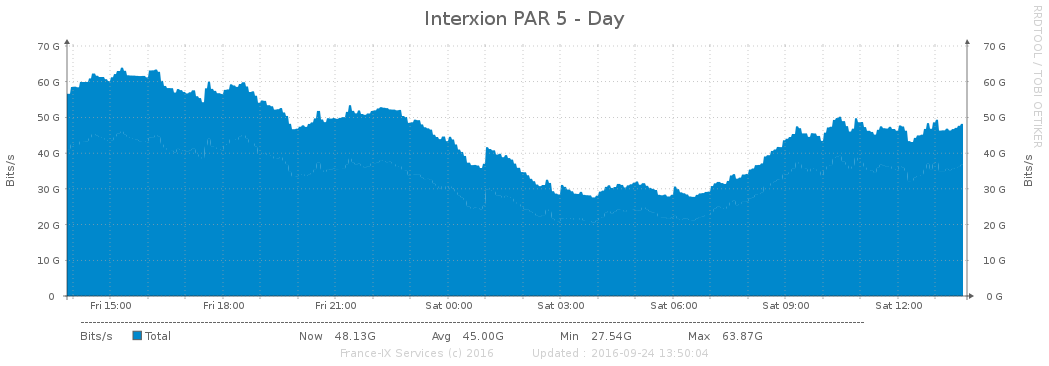 Interxion PAR 5 - Day
RRDTOOL / TOBI OETIKER
Bits/s
70 G 70 G
60 G 60 G
50 G 50 G
40 G 40 G
30 G 30 G
20 G 20 G
10 G 10 G
0 0 G
Bits/s
Fri 15:00 Fri 18:00 Fri 21:00 Sat 00:00 Sat 03:00 Sat 06:00 Sat 09:00 Sat 12:00
Bits/s Total Now 48.13G Avg 45.00G Min 27.54G Max 63.87G
France-IX Services (c) 2016 Updated : 2016-09-24 13:50:04